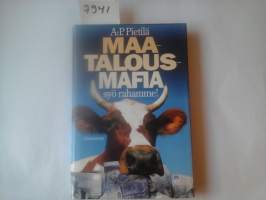 7941
A.P. Pietilä
MAA-
TALOUS-
MAFIA
syö rahamme!